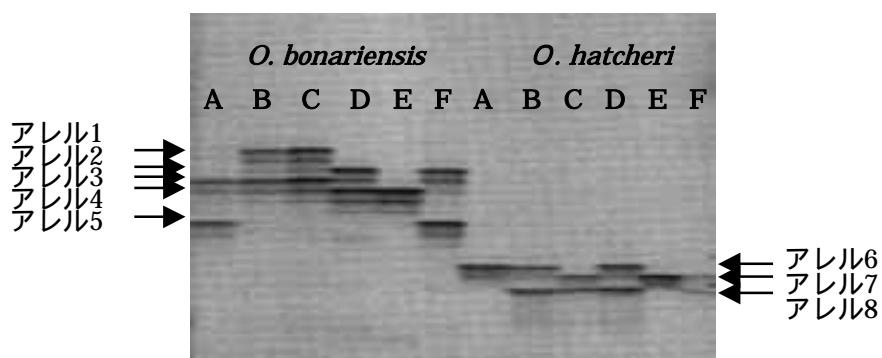 O. bonariensis
O. hatcheri
A B C D E F A B C D E F
アレル1
アレル2
アレル3
アレル4
アレル5
アレル6
アレル7
アレル8